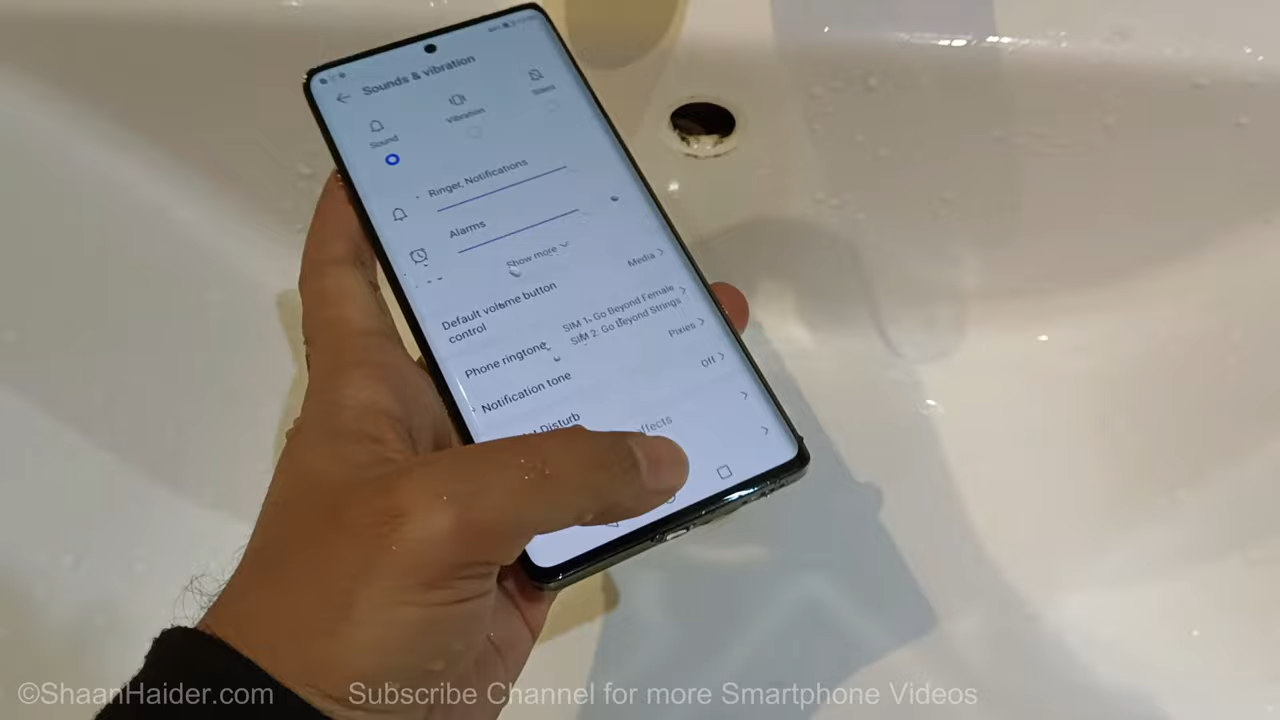 Sounds & vibration
Sound
Vibration
Silent
Ringer, Notifications
Alarms
Show more
Default volume button
control
Media
Phone ringtone
SIM 1: Go Beyond Female
SIM 2: Go Beyond Strings
Notification tone
Pixies
Disturb
Off
effects
©ShaanHaider.com
Subscribe Channel for more Smartphone Videos